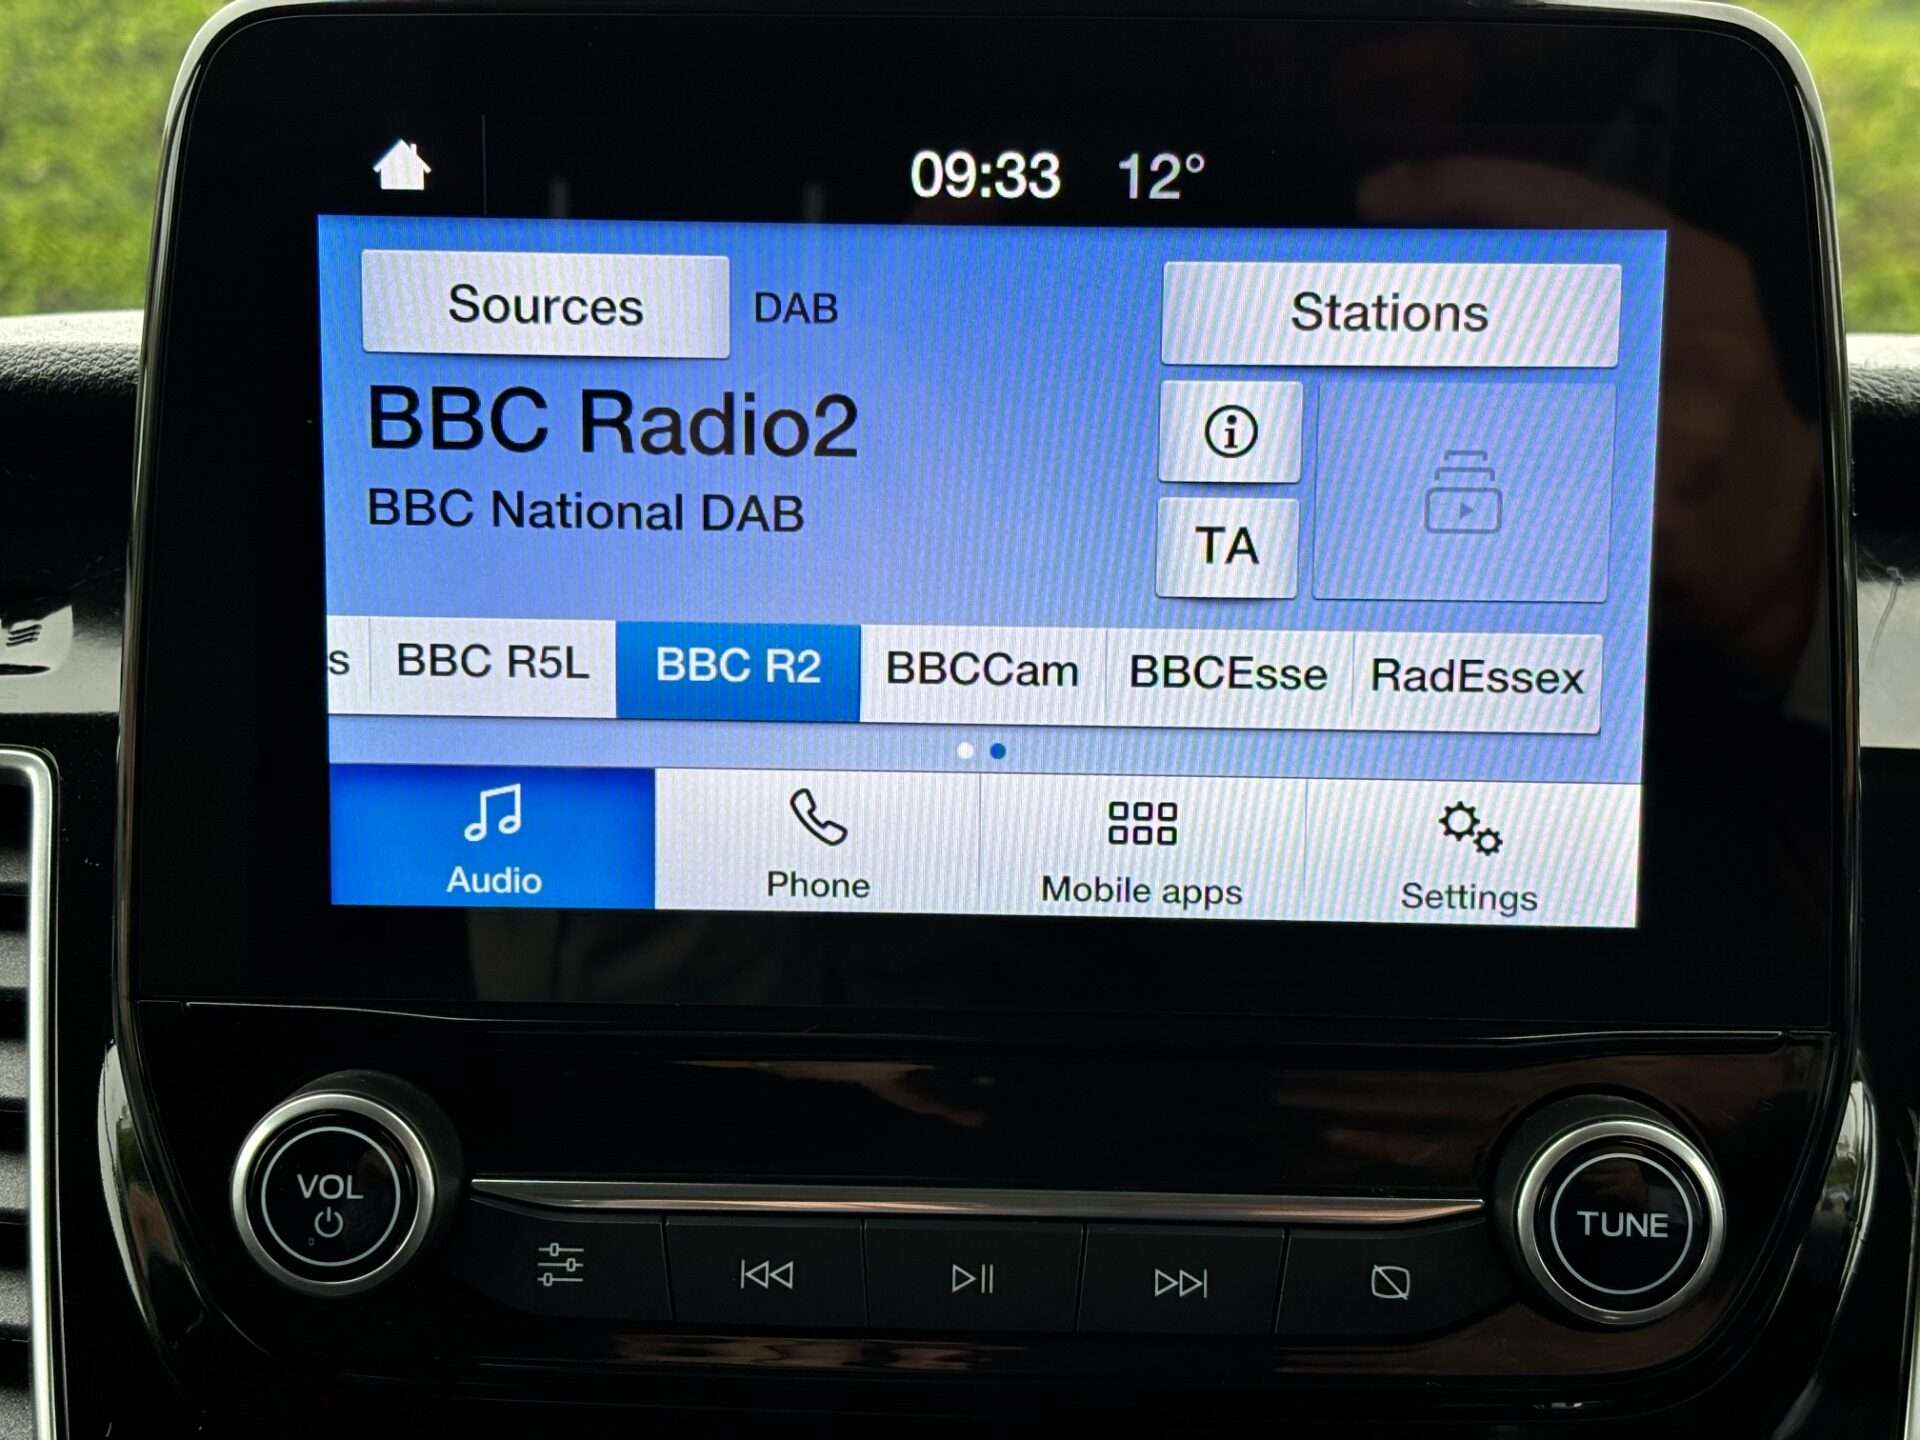 09:33 12°
Sources DAB Stations
BBC Radio2
BBC National DAB
TA
s BBC R5L BBC R2 BBCCam BBCEsse RadEssex
Audio Phone Mobile apps Settings
VOL
TUNE